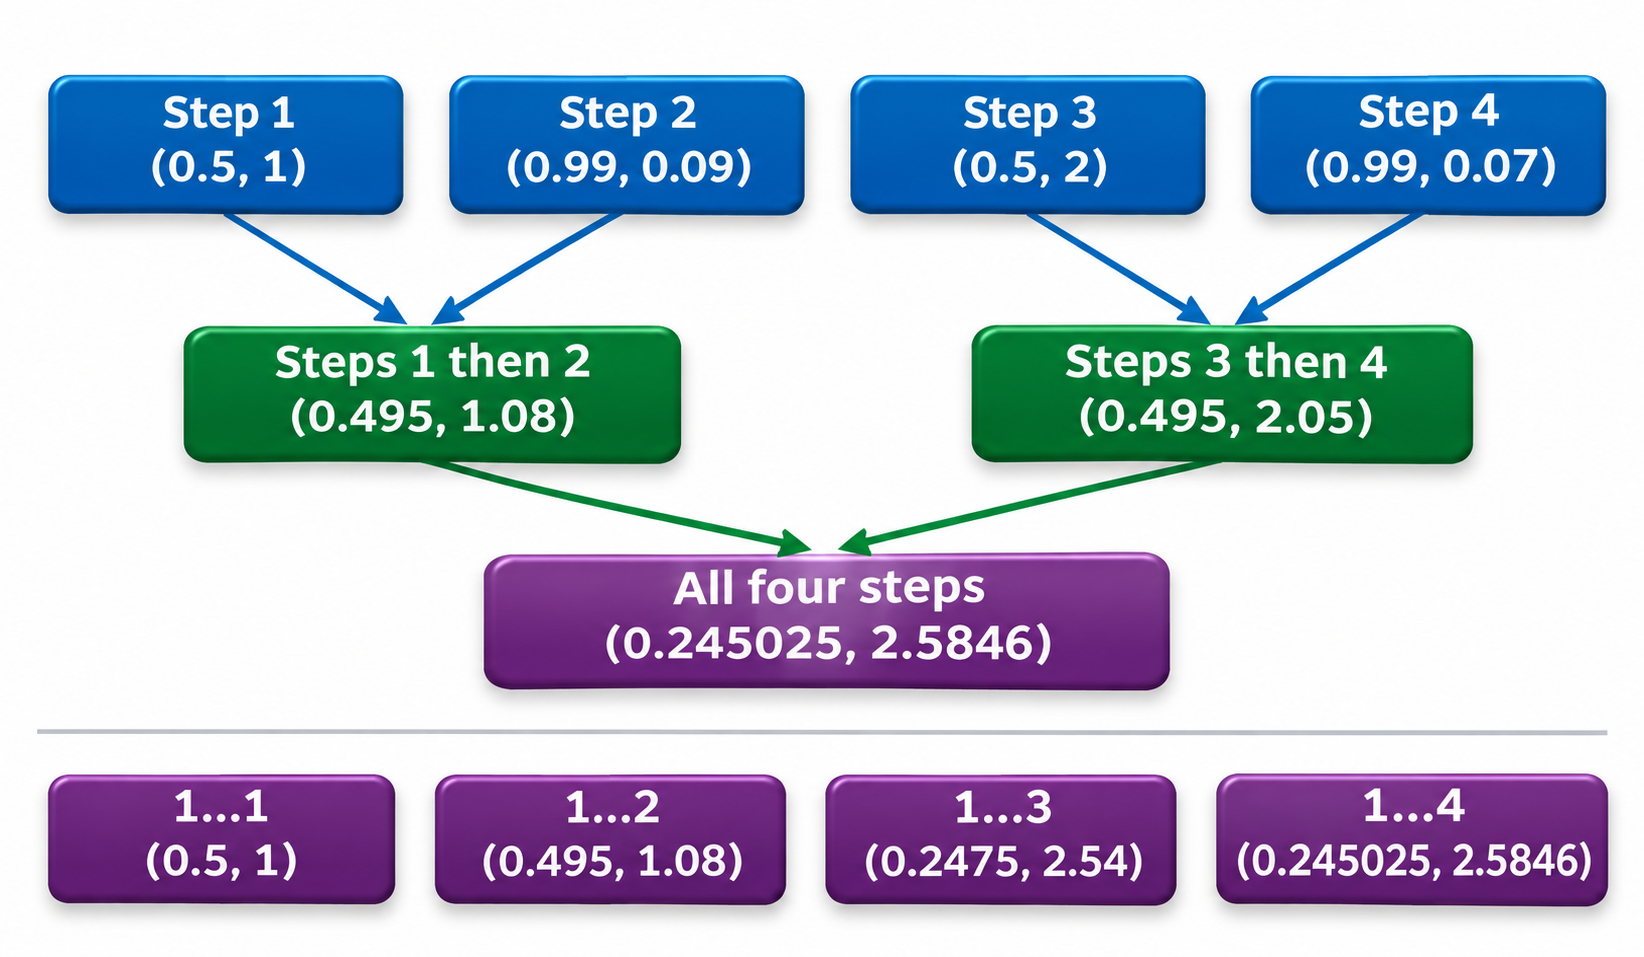 Step 1
(0.5, 1)
Step 2
(0.99, 0.09)
Step 3
(0.5, 2)
Step 4
(0.99, 0.07)
Steps 1 then 2
(0.495, 1.08)
Steps 3 then 4
(0.495, 2.05)
All four steps
(0.245025, 2.5846)
1...1
(0.5, 1)
1...2
(0.495, 1.08)
1...3
(0.2475, 2.54)
1...4
(0.245025, 2.5846)